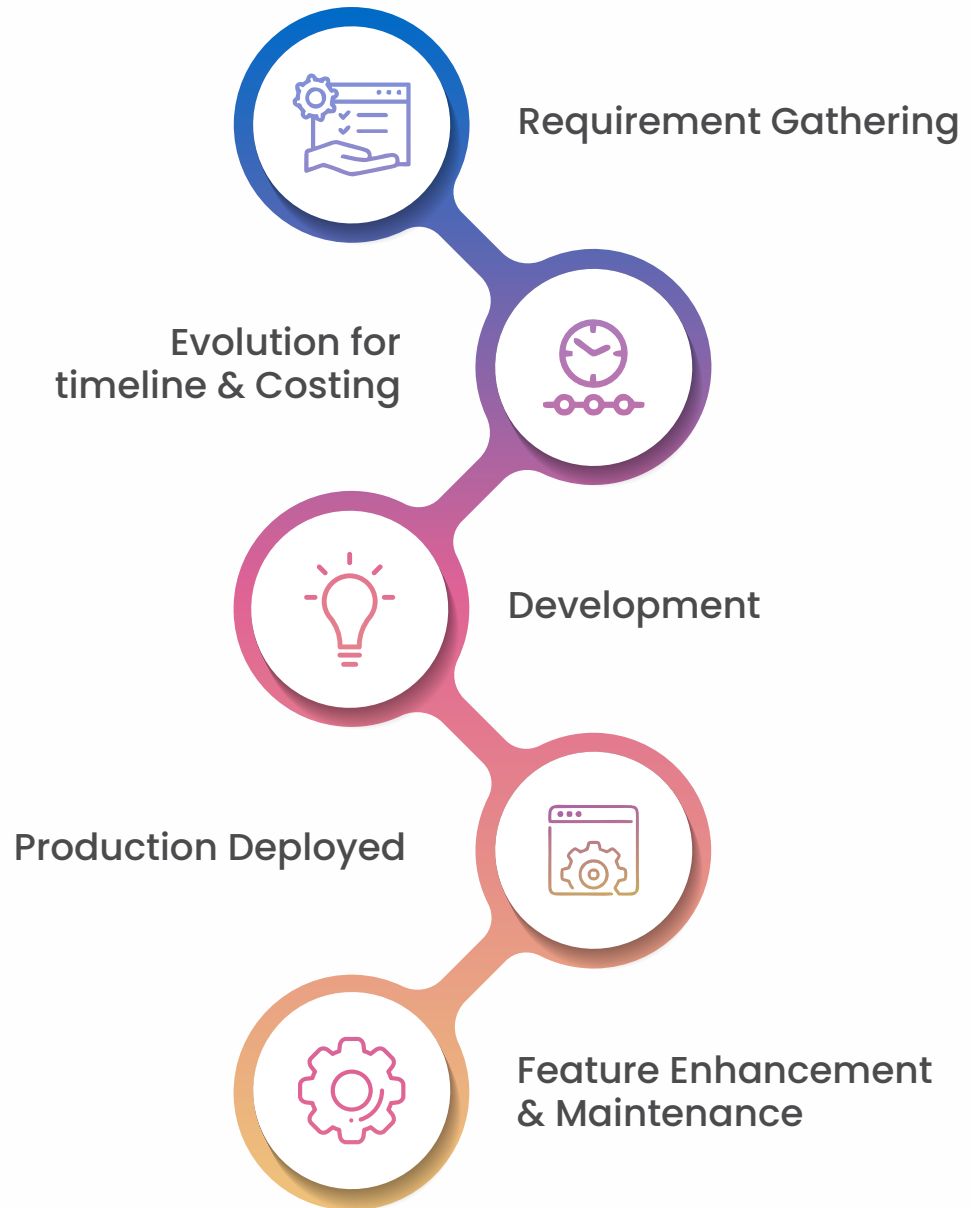 Requirement Gathering
Evolution for
timeline & Costing
Development
Production Deployed
Feature Enhancement
& Maintenance